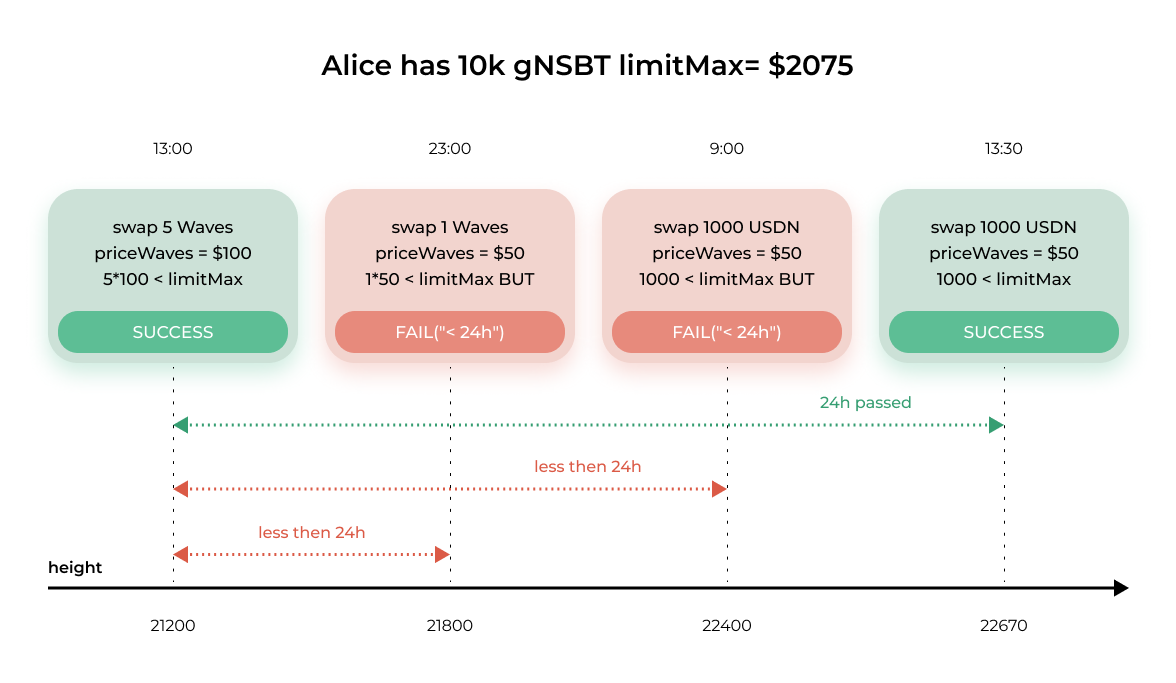 Alice has 10k gNSBT limitMax= $2075
13:00
23:00
9:00
13:30
swap 5 Waves
priceWaves = $100
5*100 < limitMax
SUCCESS
swap 1 Waves
priceWaves = $50
1*50 < limitMax BUT
FAIL("< 24h")
swap 1000 USDN
priceWaves = $50
1000 < limitMax BUT
FAIL("< 24h")
swap 1000 USDN
priceWaves = $50
1000 < limitMax
SUCCESS
24h passed
less then 24h
less then 24h
height
21200
21800
22400
22670